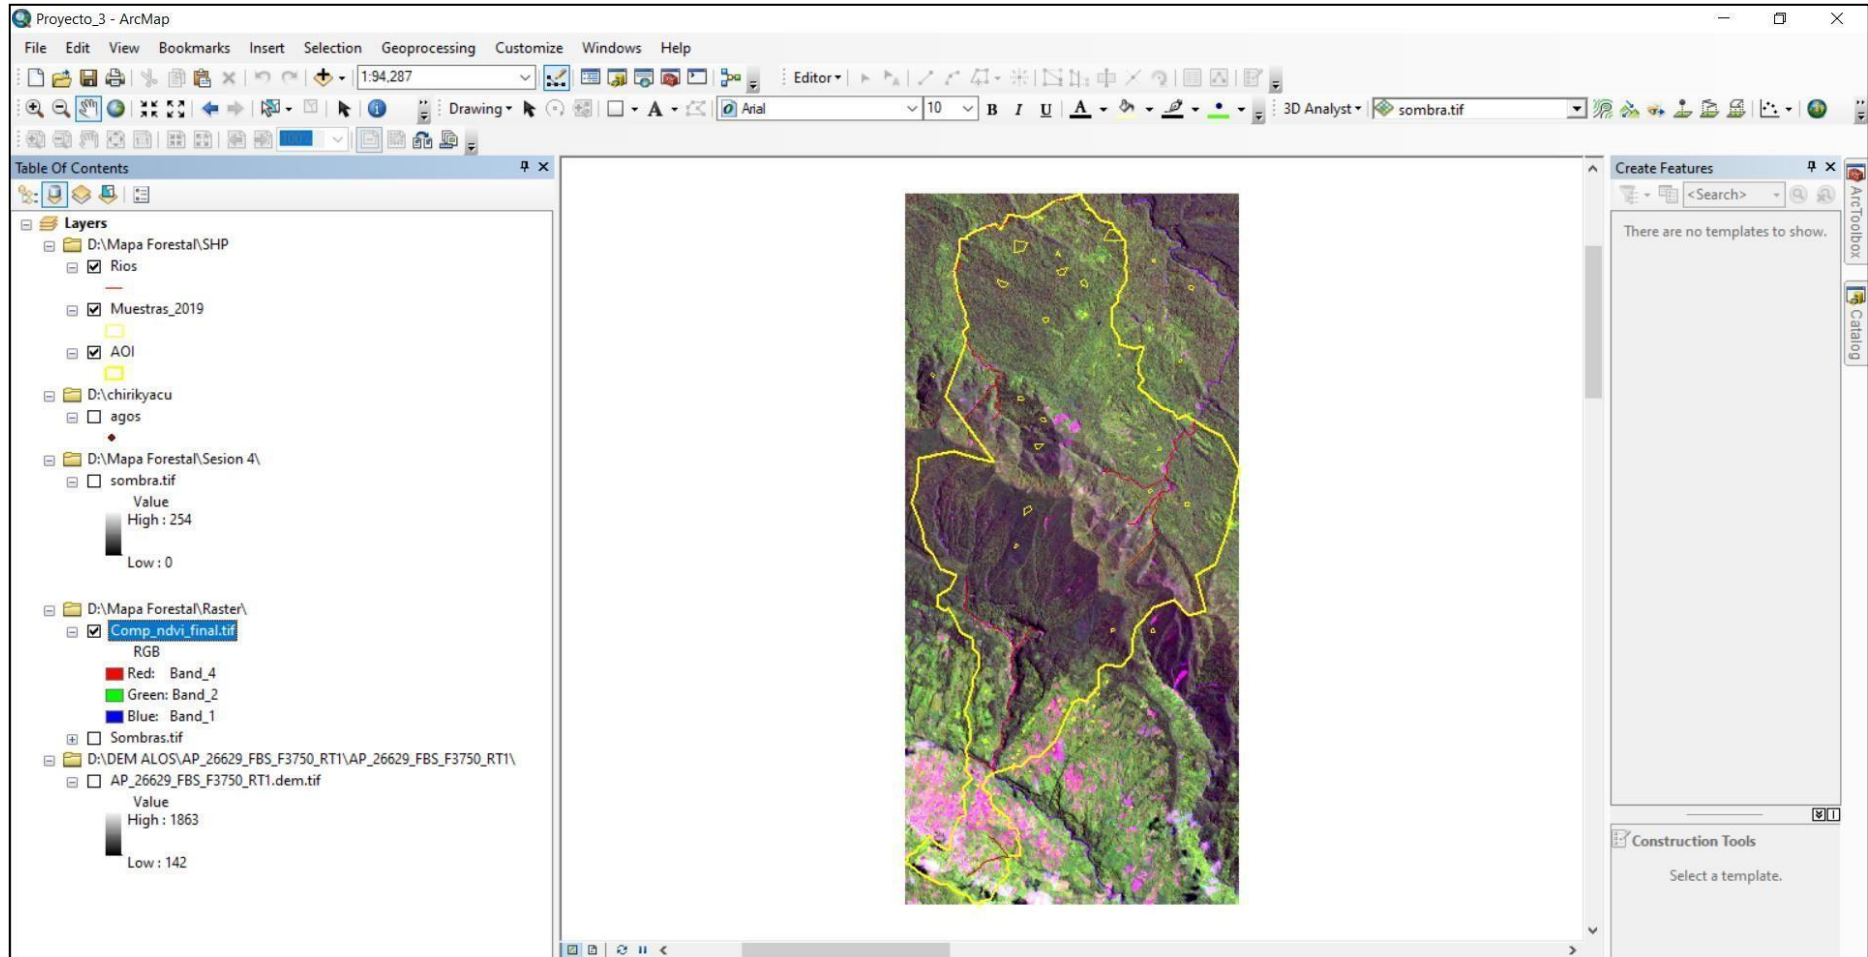 Proyecto_3 - ArcMap
File Edit View Bookmarks Insert Selection Geoprocessing Customize Windows Help
1:94,287
Editor
Drawing
A
Arial
10
B I U A
3D Analyst
sombra.tif
100%
Table Of Contents
Layers
D:\Mapa Forestal\SHP
Rios
Muestras_2019
AOI
D:\chirikyacu
agos
D:\Mapa Forestal\Sesion 4\
sombra.tif
Value
High : 254
Low : 0
D:\Mapa Forestal\Raster\
Comp_ndvi_final.tif
RGB
Red: Band_4
Green: Band_2
Blue: Band_1
Sombras.tif
D:\DEM ALOS\AP_26629_FBS_F3750_RT1\AP_26629_FBS_F3750_RT1\
AP_26629_FBS_F3750_RT1.dem.tif
Value
High : 1863
Low : 142
Create Features
<Search>
There are no templates to show.
Construction Tools
Select a template.
ArcToolbox
Catalog